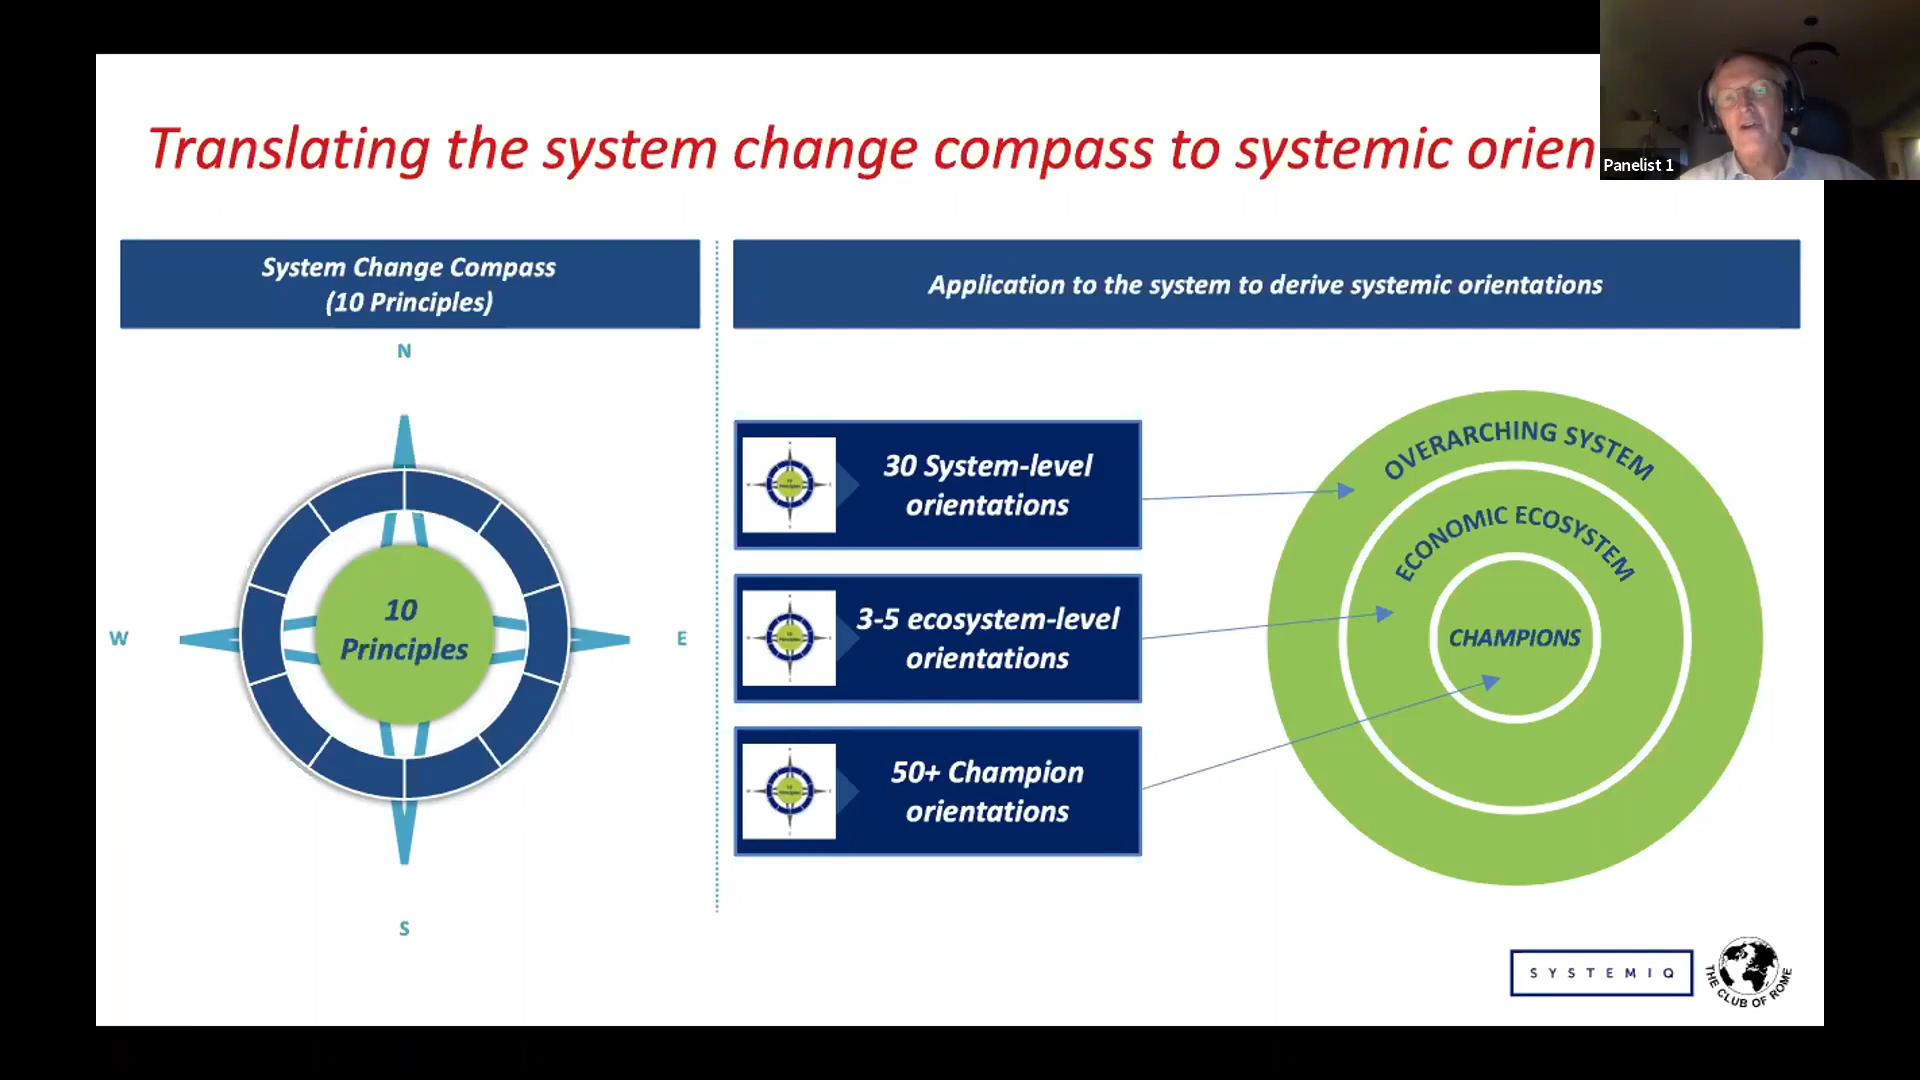 Translating the system change compass to systemic orien
Panelist 1
System Change Compass
(10 Principles)
Application to the system to derive systemic orientations
N
W
E
S
10
Principles
30 System-level
orientations
3-5 ecosystem-level
orientations
50+ Champion
orientations
OVERARCHING SYSTEM
ECONOMIC ECOSYSTEM
CHAMPIONS
SYSTEMIQ
THE CLUB OF ROME